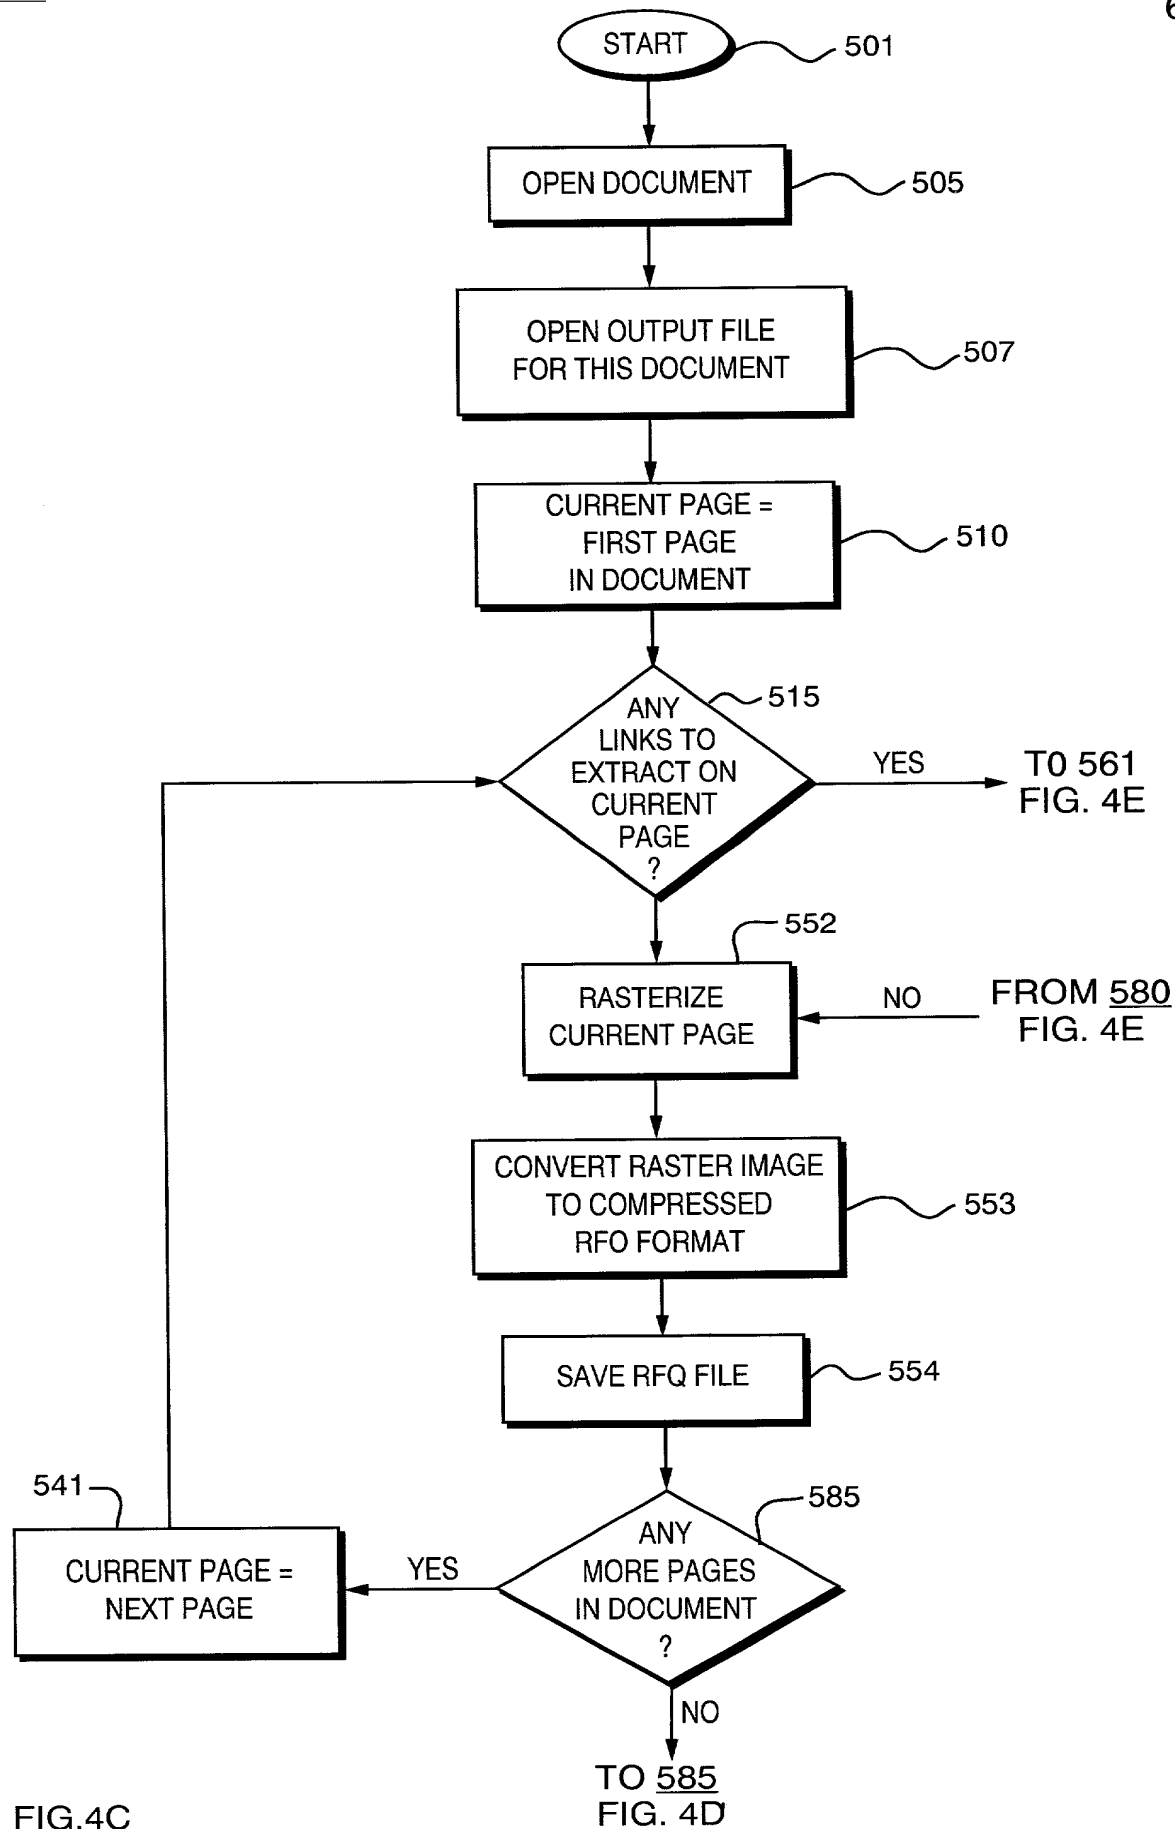 START
501
OPEN DOCUMENT
505
OPEN OUTPUT FILE
FOR THIS DOCUMENT
507
CURRENT PAGE =
FIRST PAGE
IN DOCUMENT
510
ANY
LINKS TO
EXTRACT ON
CURRENT
PAGE
?
515
YES
T0 561
FIG. 4E
552
RASTERIZE
CURRENT PAGE
NO
FROM 580
FIG. 4E
CONVERT RASTER IMAGE
TO COMPRESSED
RFO FORMAT
553
SAVE RFQ FILE
554
541
CURRENT PAGE =
NEXT PAGE
YES
585
ANY
MORE PAGES
IN DOCUMENT
?
NO
TO 585
FIG. 4D
FIG.4C